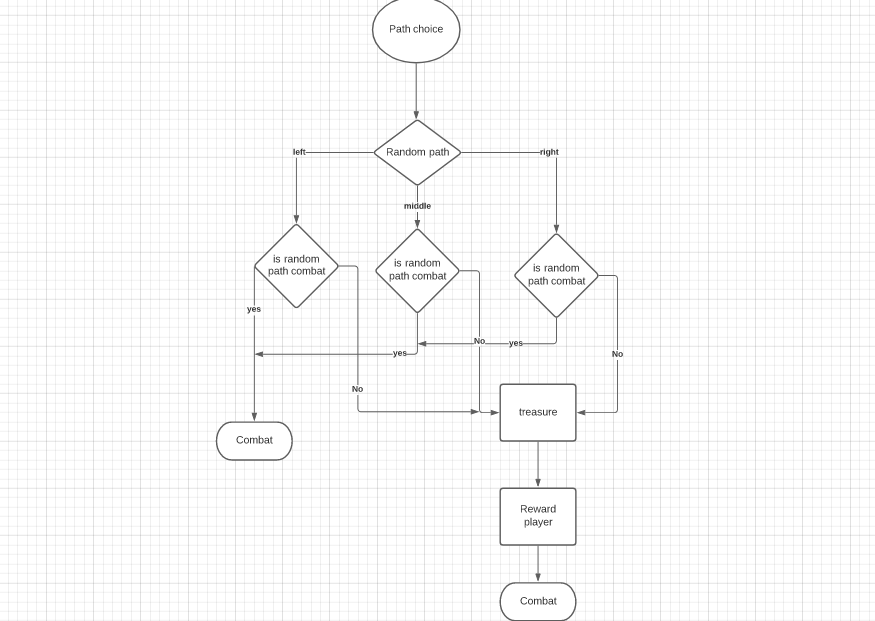 Path choice
Random path
left
right
middle
is random
path combat
is random
path combat
is random
path combat
yes
No
yes
yes
No
No
treasure
Combat
Reward
player
Combat